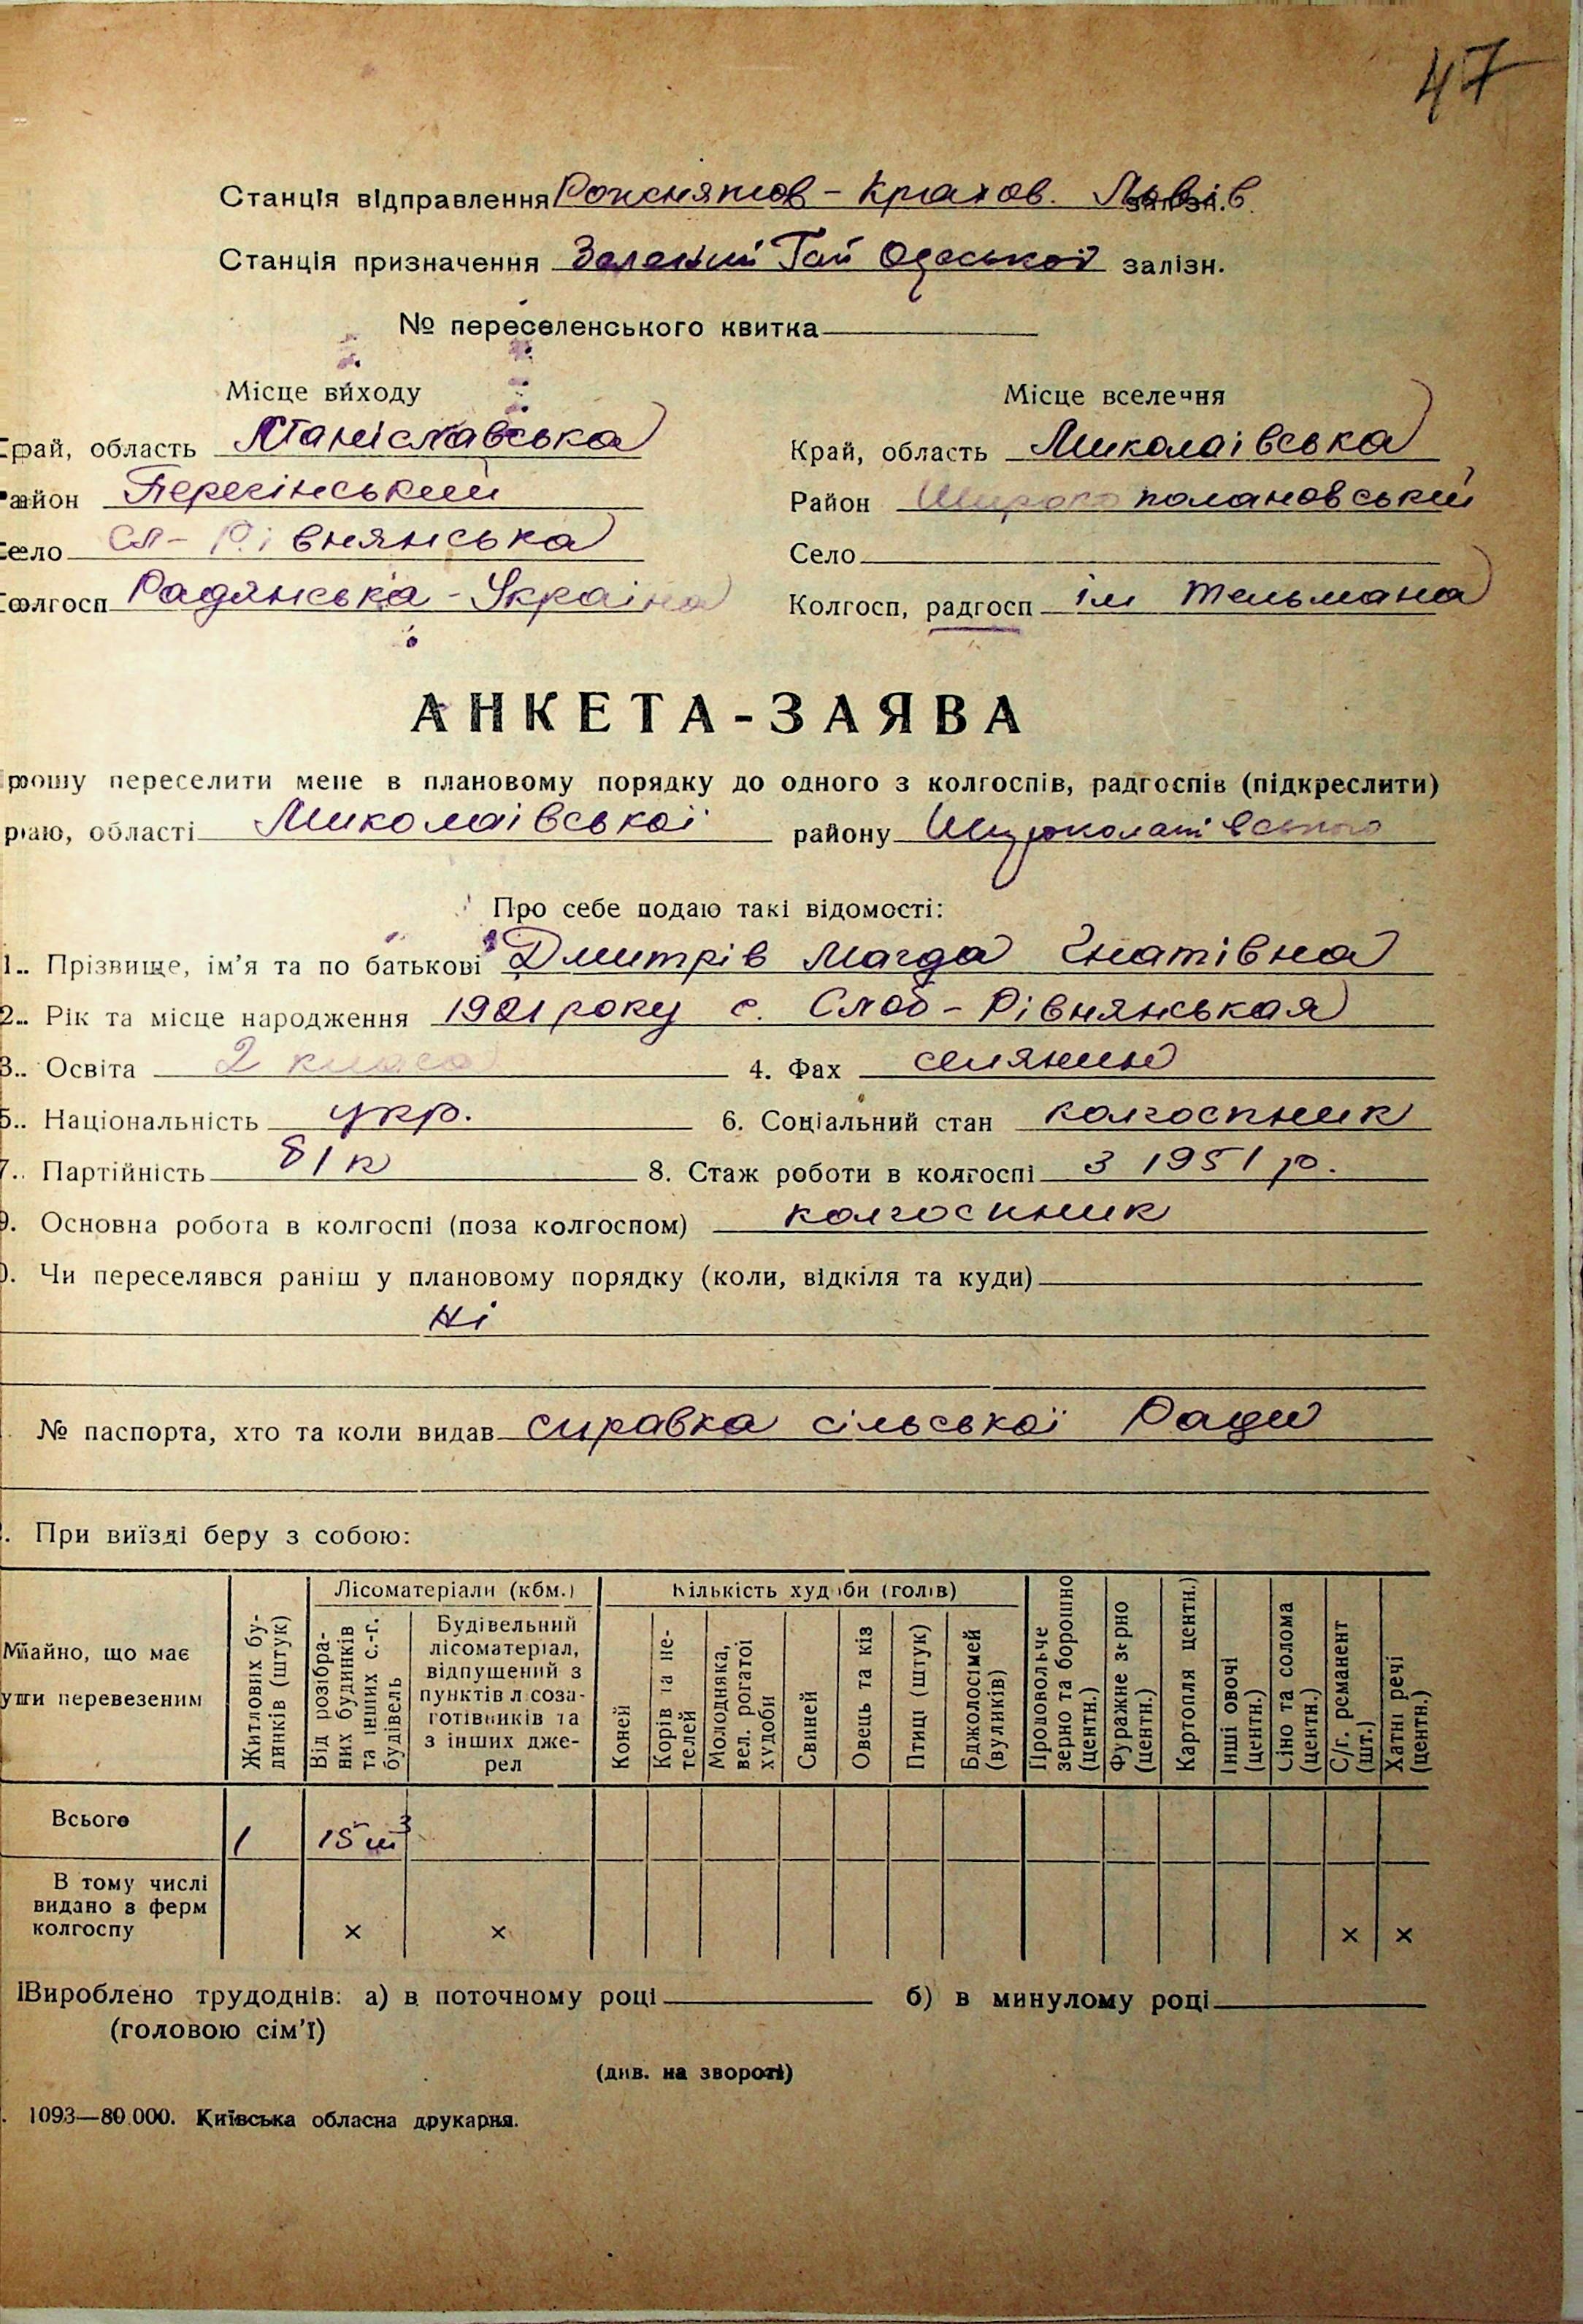 47
Станція відправлення Рожнятов - Крихов. Львів. залізн.
Станція призначення Зелений Гай Одеської залізн.
№ переселенського квитка
Місце виходу Місце вселення
Край, область Станіславська Край, область Миколаївська
Район Перегінський Район Широколановський
Село Сл - Рівнянська Село
Колгосп Радянська - Україна Колгосп, радгосп ім Тельмана
АНКЕТА-ЗАЯВА
Прошу переселити мене в плановому порядку до одного з колгоспів, радгоспів (підкреслити)
краю, області Миколаівської району Широколанівського
Про себе подаю такі відомості:
1. Прізвище, ім'я та по батькові Дмитрів Магда Гнатівна
2. Рік та місце народження 1921 року с. Слоб - Рівнянськая
3. Освіта 2 класа 4. Фах селянин
5. Національність укр. 6. Соціальний стан колгоспник
7. Партійність б/п 8. Стаж роботи в колгоспі з 1951 р.
9. Основна робота в колгоспі (поза колгоспом) колгоспник
0. Чи переселявся раніш у плановому порядку (коли, відкіля та куди)
Ні
№ паспорта, хто та коли видав справка сільської Ради
. При виїзді беру з собою:
Майно, що має бути перевезеним
Житлових будинків (штук)
Лісоматеріали (кбм.)
Від розібраних будинків та інших с.-г. будівель
Будівельний лісоматеріал, відпущений з пунктів лісозаготівників та з інших джерел
Кількість худоби (голів)
Коней
Корів та нетелей
Молодняка, вел. рогатої худоби
Свиней
Овець та кіз
Птиці (штук)
Бджолосімей (вуликів)
Продовольче зерно та борошно (центн.)
Фуражне зерно (центн.)
Картопля центн.)
Інші овочі (центн.)
Сіно та солома (центн.)
С/г. реманент (шт.)
Хатні речі (центн.)
Всього 1 15 м³
В тому числі видано з ферм колгоспу × × × ×
Вироблено трудоднів: а) в поточному році б) в минулому році
(головою сім'ї)
(див. на звороті)
. 1093—80.000. Київська обласна друкарня.